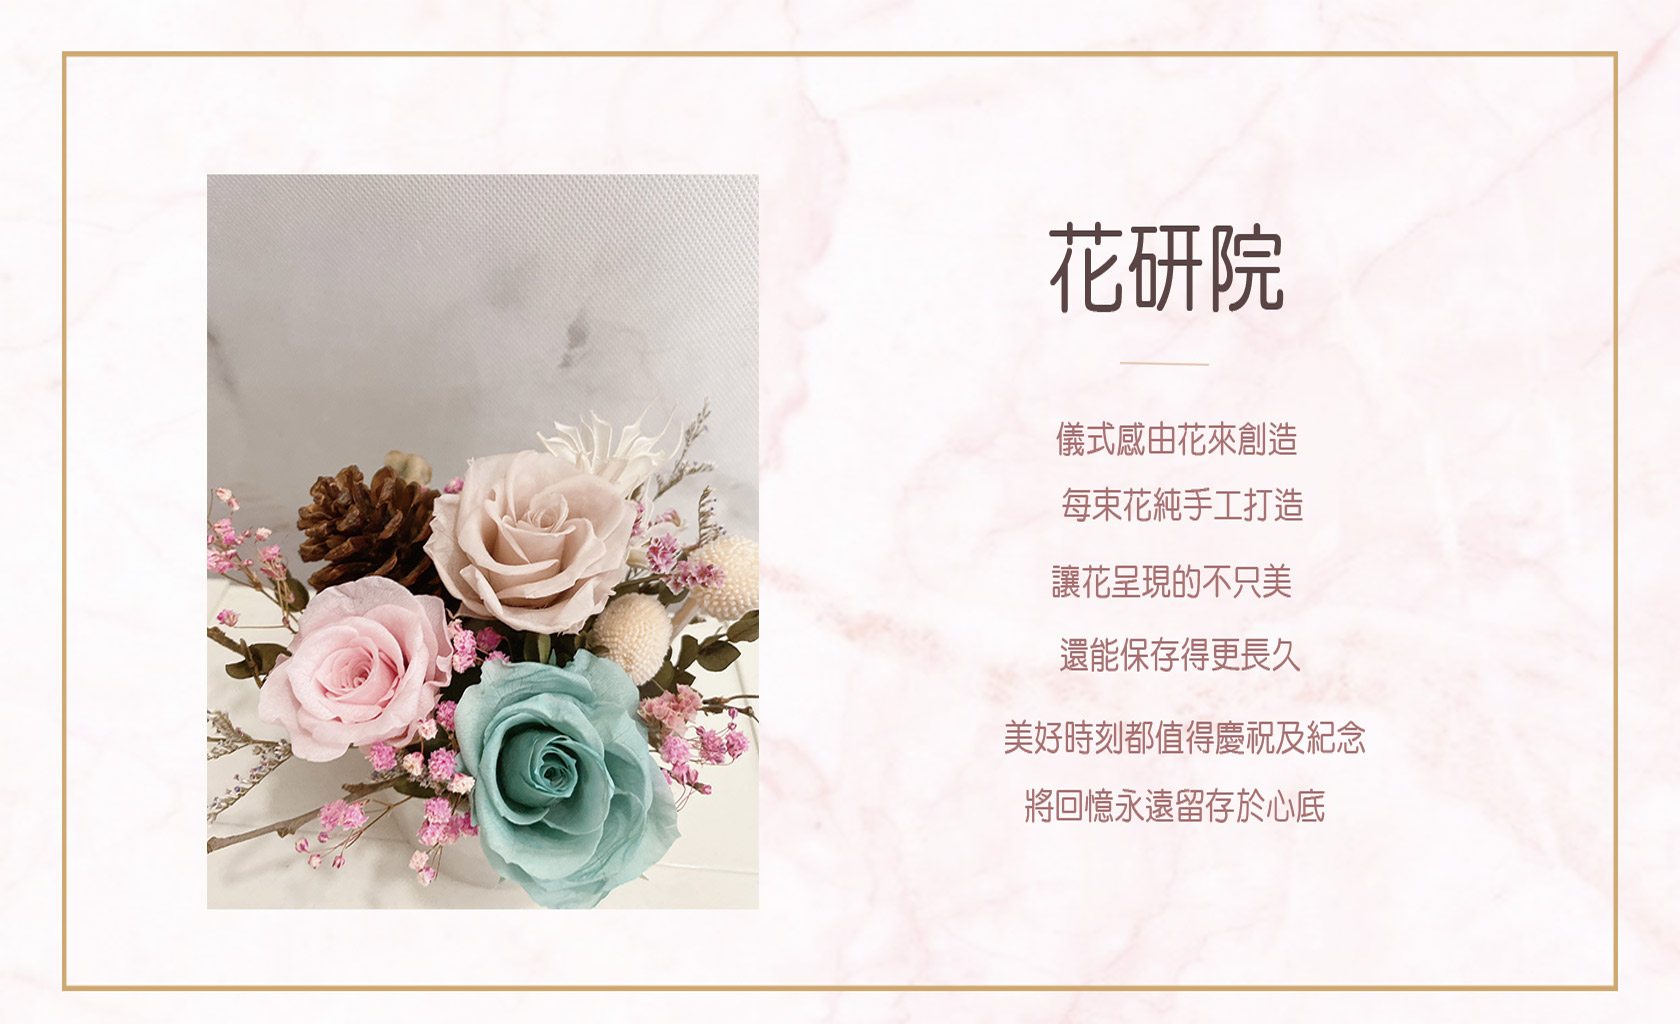 花研院
儀式感由花來創造
每束花純手工打造
讓花呈現的不只美
還能保存得更長久
美好時刻都值得慶祝及紀念
將回憶永遠留存於心底